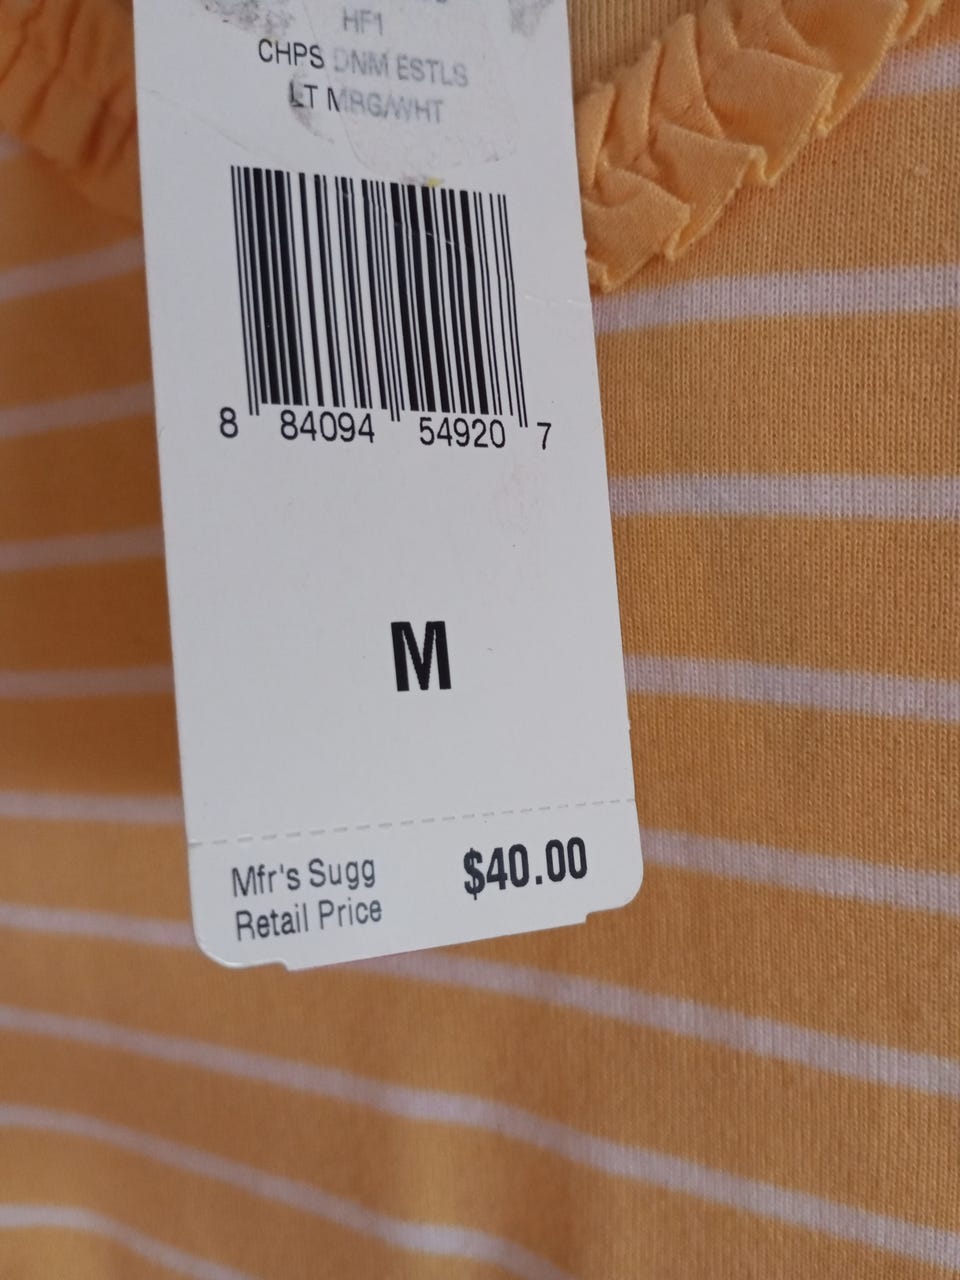 HF1
CHPS DNM ESTLS
LT MRG/WHT
8 84094 54920 7
M
Mfr's Sugg
Retail Price
$40.00